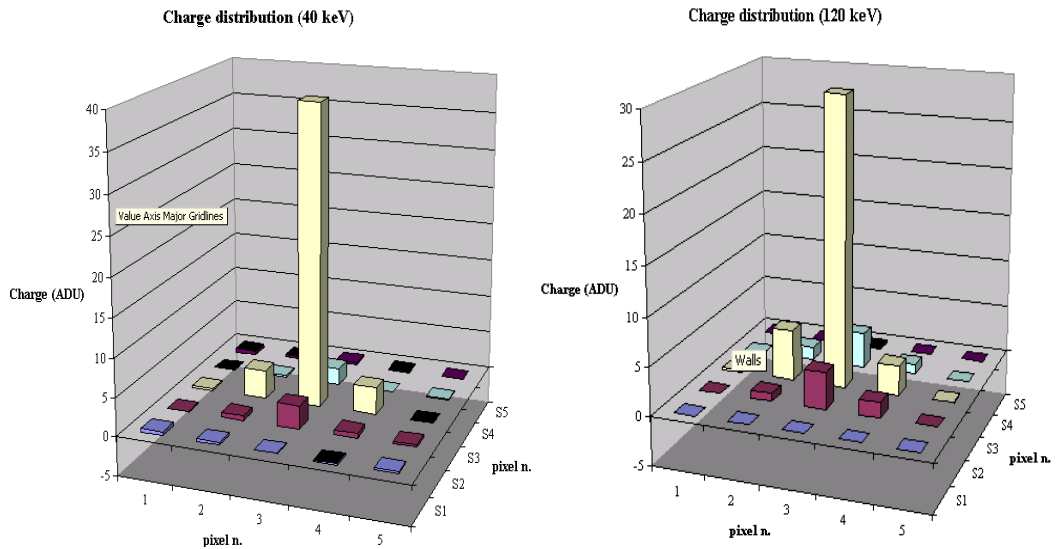 Charge distribution (40 keV)
40
35
30
25
20
15
10
5
0
-5
Value Axis Major Gridlines
Charge (ADU)
1
2
3
4
5
pixel n.
S1
S2
S3
S4
S5
pixel n.
Charge distribution (120 keV)
30
25
20
15
10
5
0
-5
Charge (ADU)
Walls
1
2
3
4
5
pixel n.
S1
S2
S3
S4
S5
pixel n.